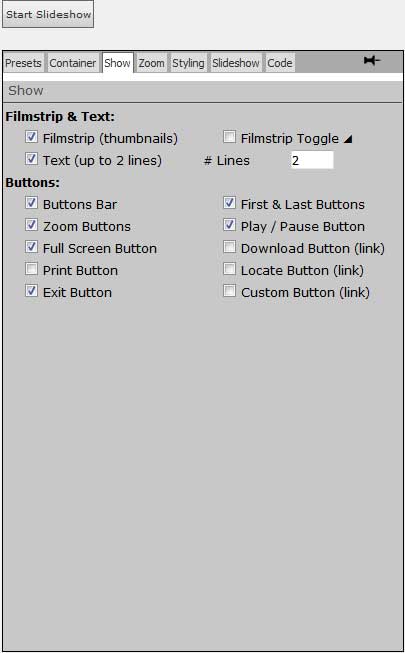 Start Slideshow
Presets Container Show Zoom Styling Slideshow Code
Show
Filmstrip & Text:
Filmstrip (thumbnails) Filmstrip Toggle
Text (up to 2 lines) # Lines 2
Buttons:
Buttons Bar First & Last Buttons
Zoom Buttons Play / Pause Button
Full Screen Button Download Button (link)
Print Button Locate Button (link)
Exit Button Custom Button (link)